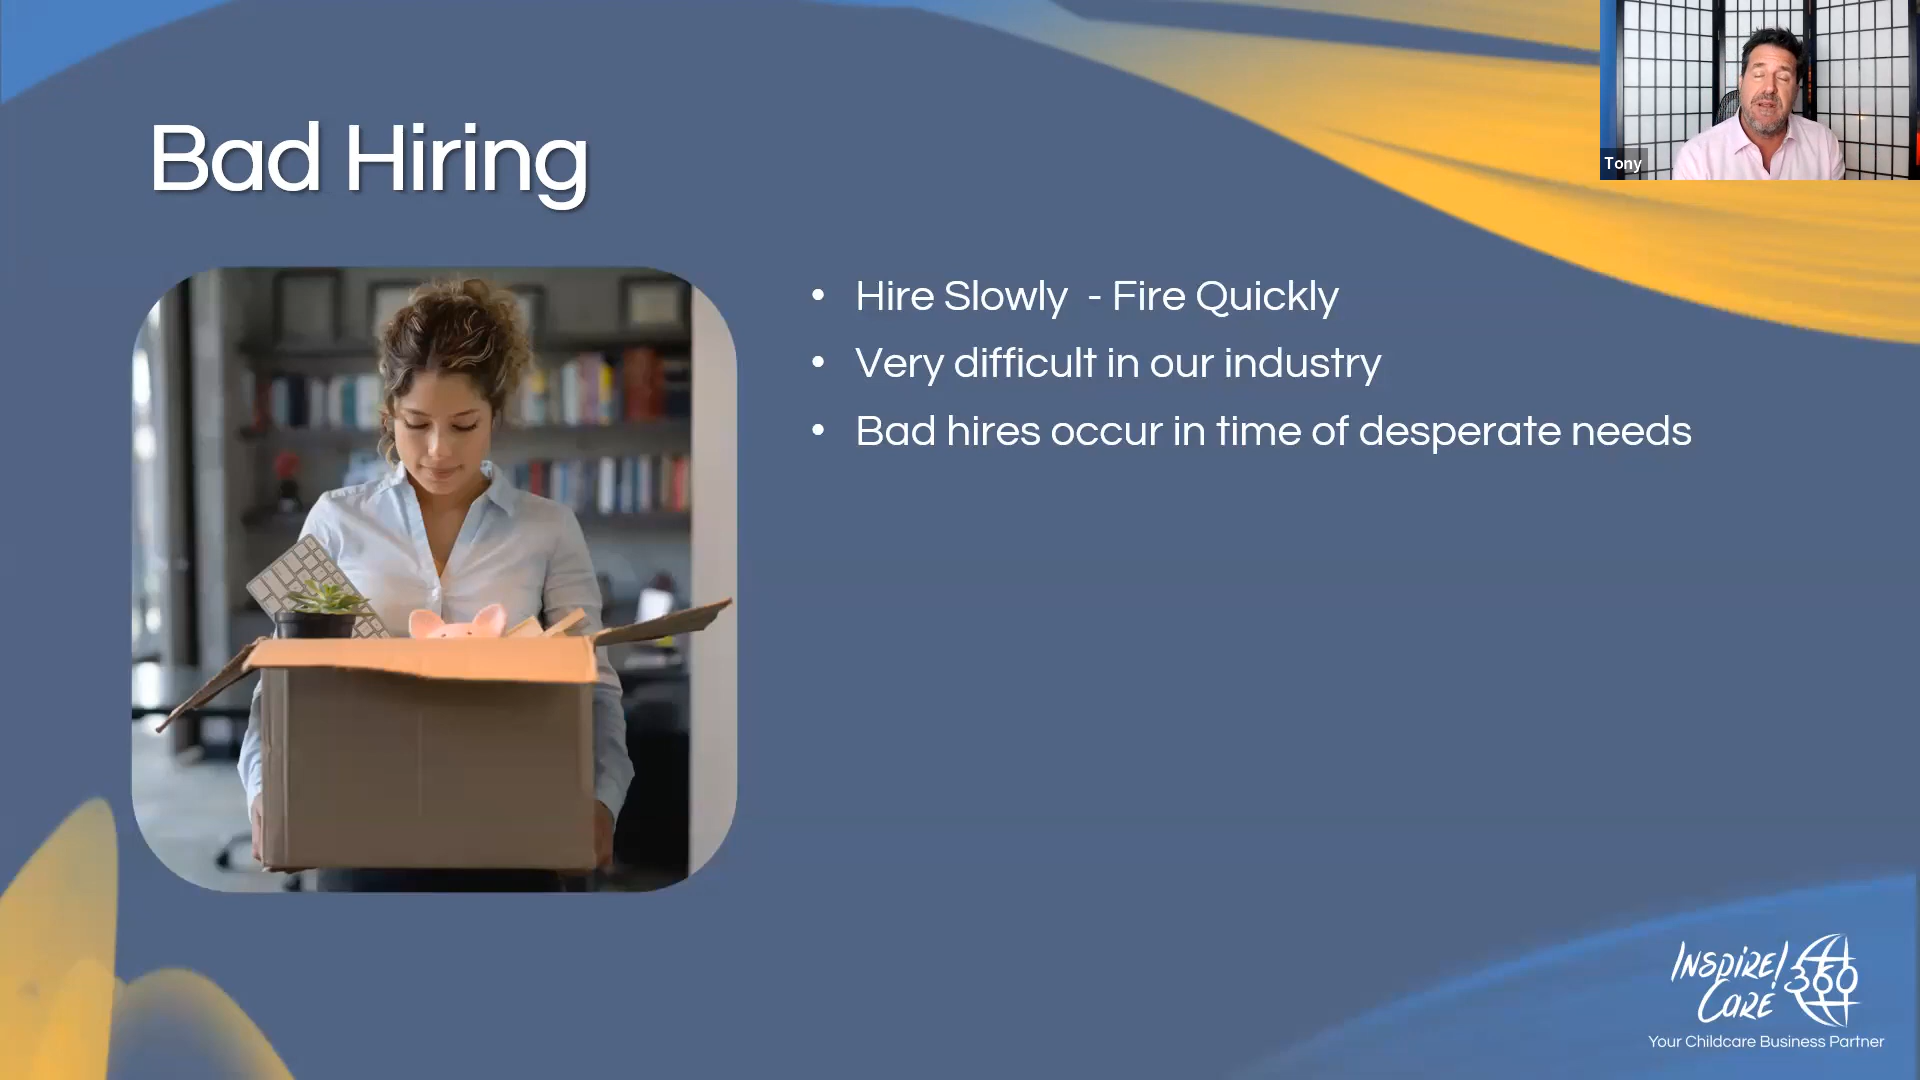 Tony
Bad Hiring
• Hire Slowly - Fire Quickly
• Very difficult in our industry
• Bad hires occur in time of desperate needs
INSPIRE!
CARE
360
Your Childcare Business Partner